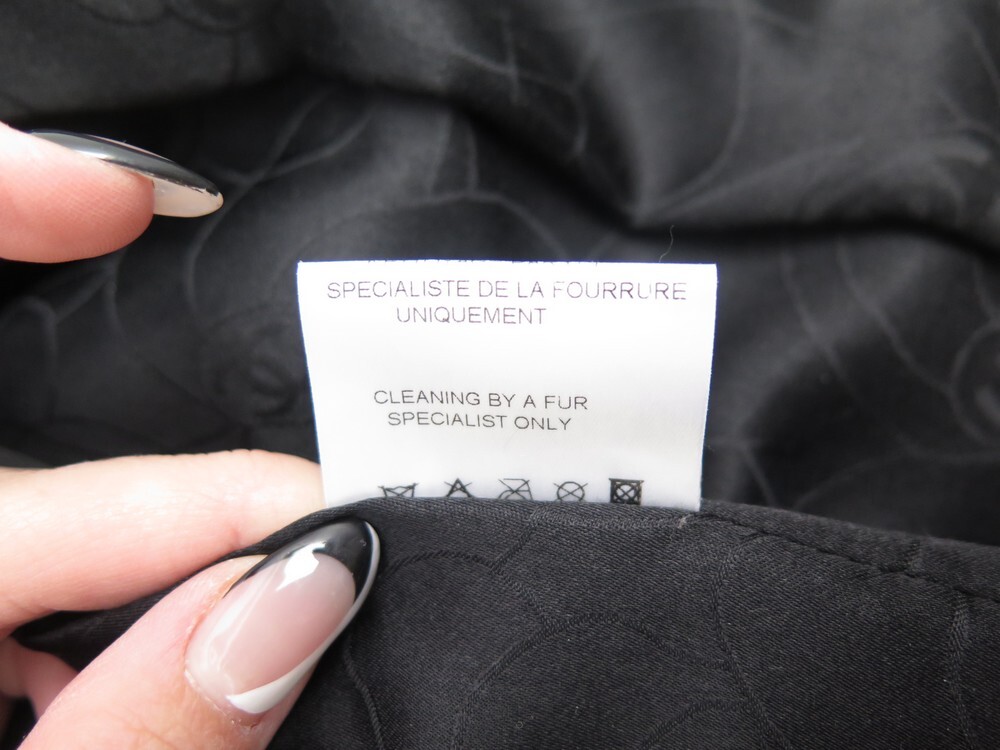 SPECIALISTE DE LA FOURRURE
UNIQUEMENT
CLEANING BY A FUR
SPECIALIST ONLY